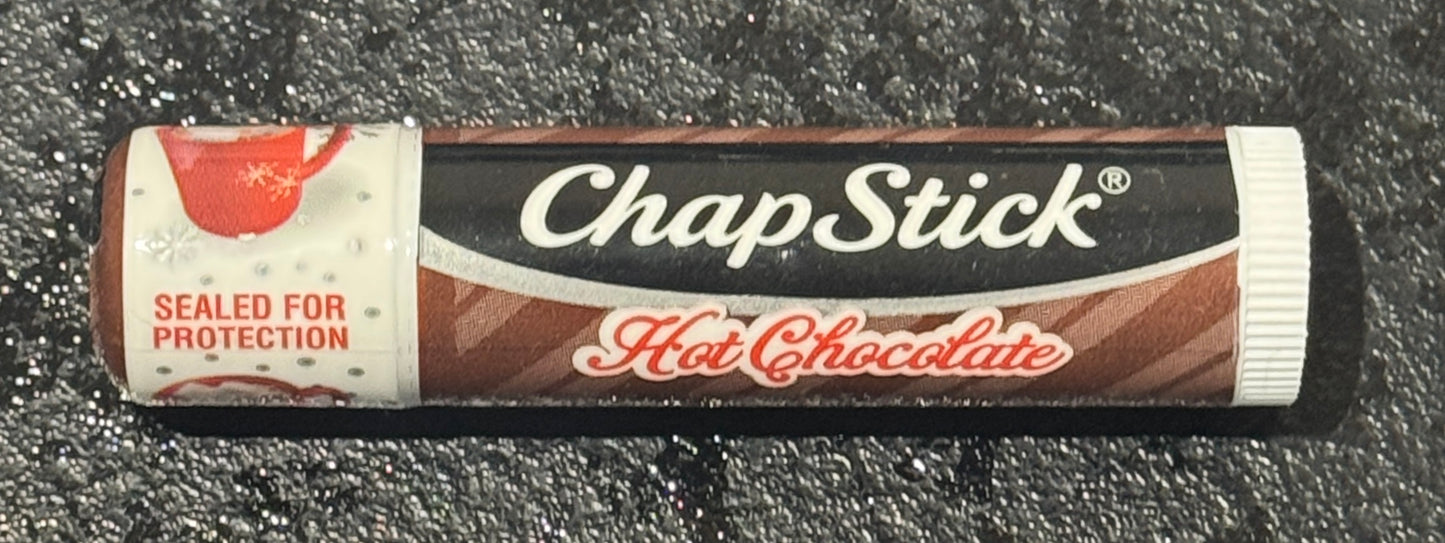 ChapStick®
Hot Chocolate
SEALED FOR
PROTECTION